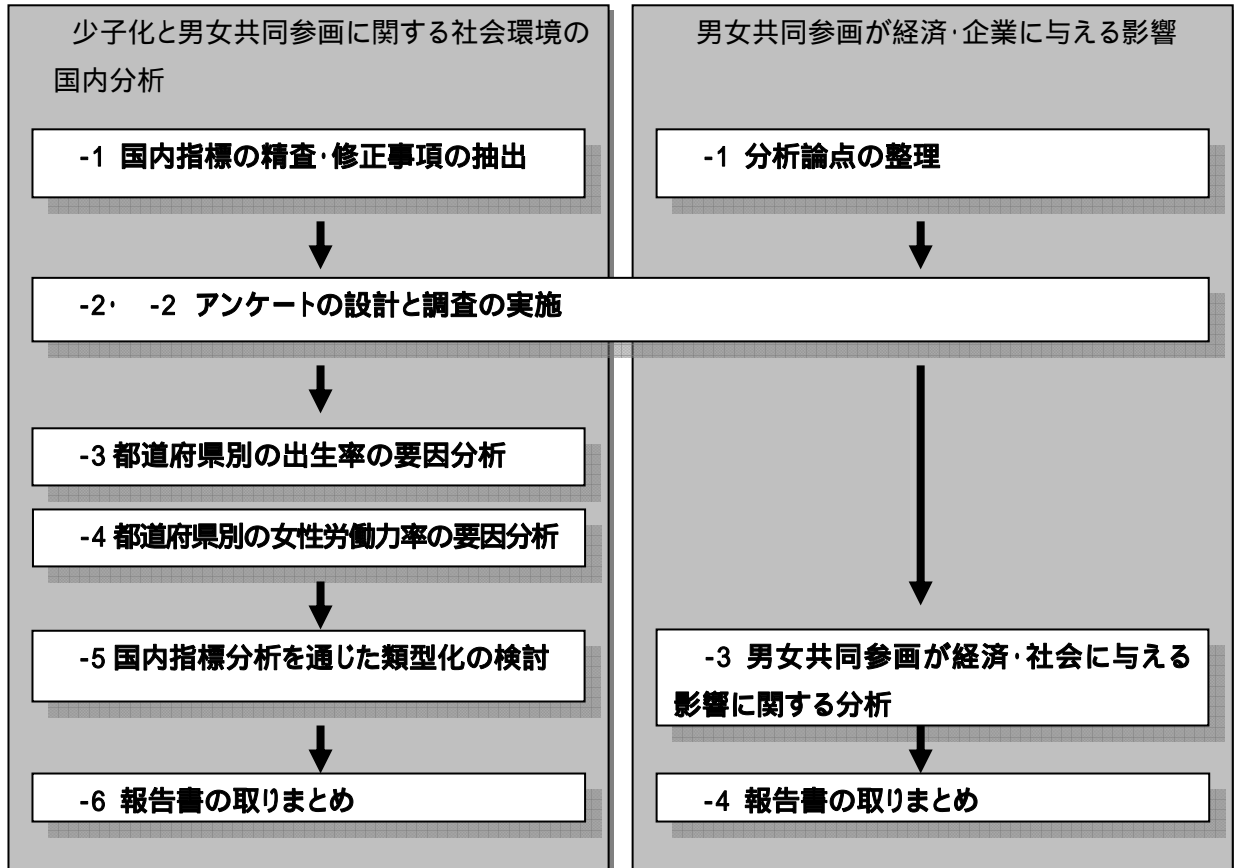 少子化と男女共同参画に関する社会環境の
国内分析
-1 国内指標の精査･修正事項の抽出
-2･ -2 アンケートの設計と調査の実施
-3 都道府県別の出生率の要因分析
-4 都道府県別の女性労働力率の要因分析
-5 国内指標分析を通じた類型化の検討
-6 報告書の取りまとめ
男女共同参画が経済･企業に与える影響
-1 分析論点の整理
-3 男女共同参画が経済･社会に与える
影響に関する分析
-4 報告書の取りまとめ